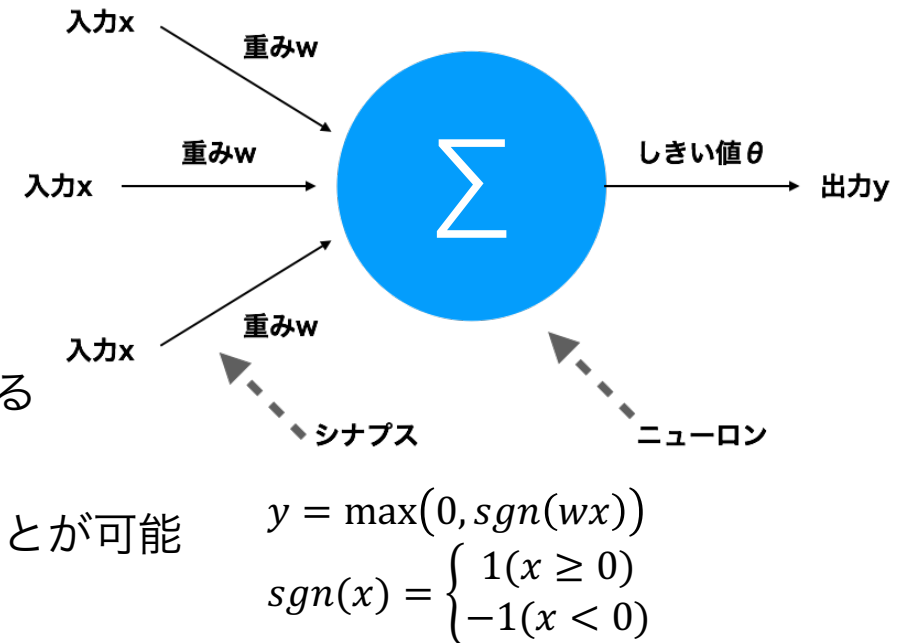 入力x
重みw
重みw
入力x
∑
しきい値θ
出力y
重みw
入力x
る
シナプス
ニューロン
とが可能
y = max(0, sgn(wx))
sgn(x) = { 1(x ≥ 0)
−1(x < 0)